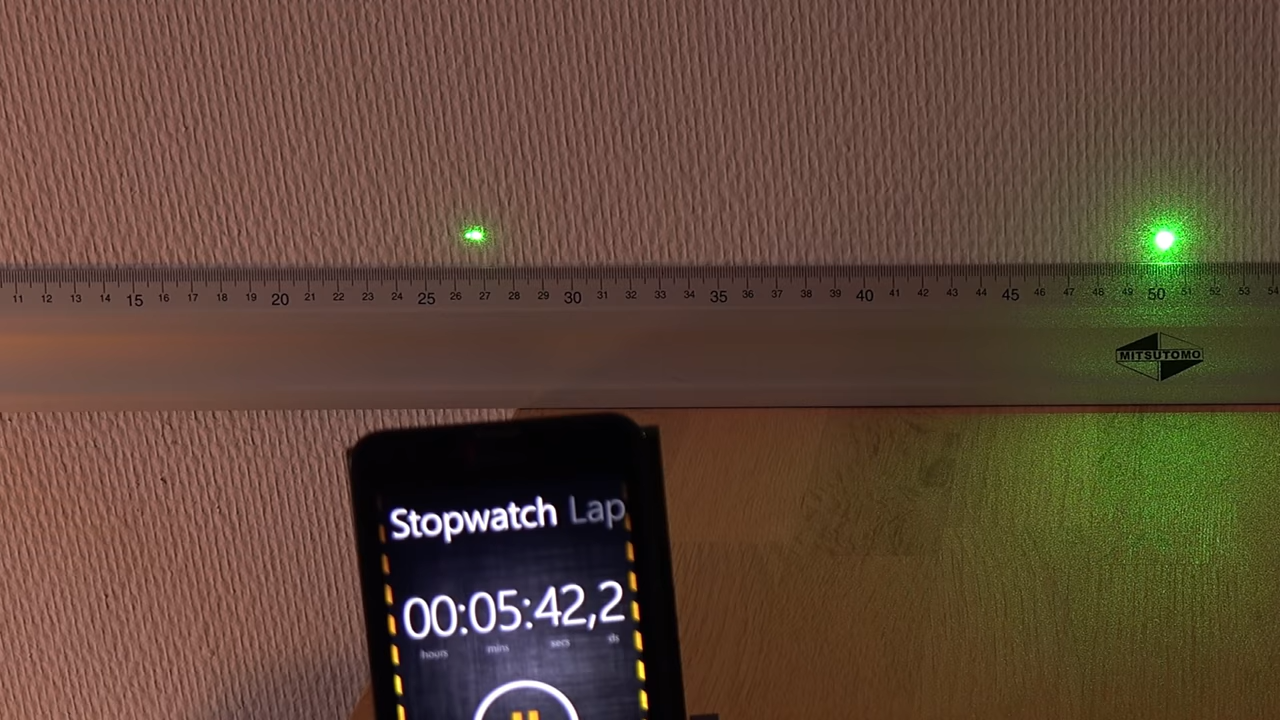 11 12 13 14 15 16 17 18 19 20 21 22 23 24 25 26 27 28 29 30 31 32 33 34 35 36 37 38 39 40 41 42 43 44 45 46 47 48 49 50 51 52 53 54
MITSUTOMO
Stopwatch Lap
00:05:42,2
hours mins secs ds